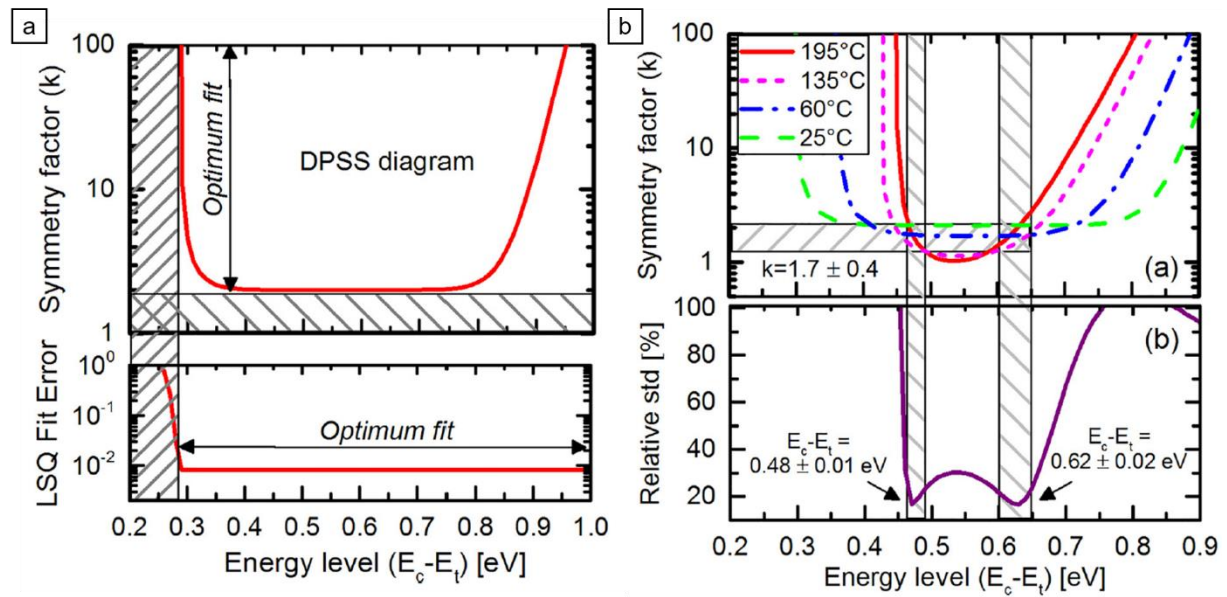 a
100
10
1
Symmetry factor (k)
Optimum fit
DPSS diagram
10⁰
10⁻¹
10⁻²
LSQ Fit Error
Optimum fit
0.2 0.3 0.4 0.5 0.6 0.7 0.8 0.9 1.0
Energy level (E_c-E_t) [eV]
b
100
10
1
Symmetry factor (k)
195°C
135°C
60°C
25°C
k=1.7 ± 0.4
(a)
100
80
60
40
20
Relative std [%]
(b)
E_c-E_t =
0.48 ± 0.01 eV
E_c-E_t =
0.62 ± 0.02 eV
0.2 0.3 0.4 0.5 0.6 0.7 0.8 0.9
Energy level (E_c-E_t) [eV]